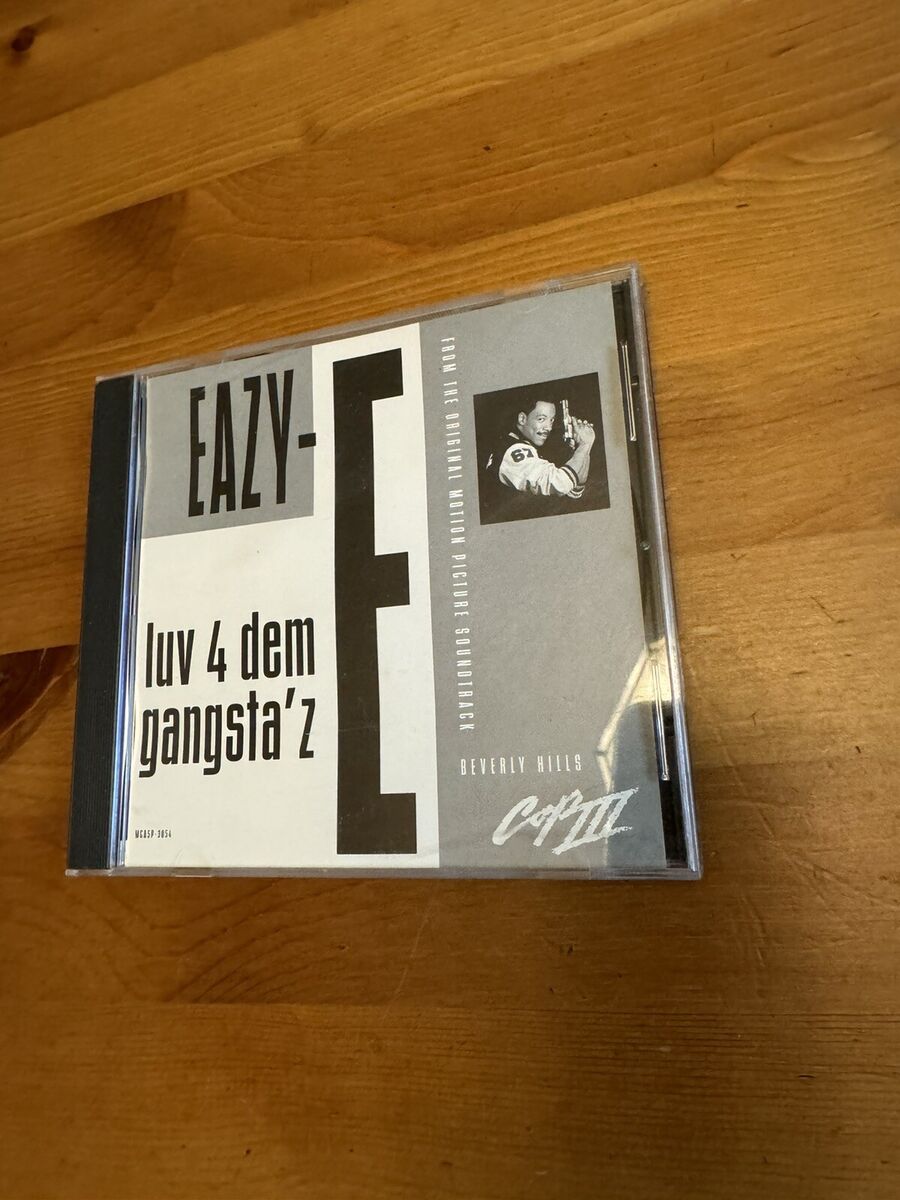 EAZY-E
luv 4 dem
gangsta'z
MCA5P-3054
FROM THE ORIGINAL MOTION PICTURE SOUNDTRACK
67
BEVERLY HILLS
COP III